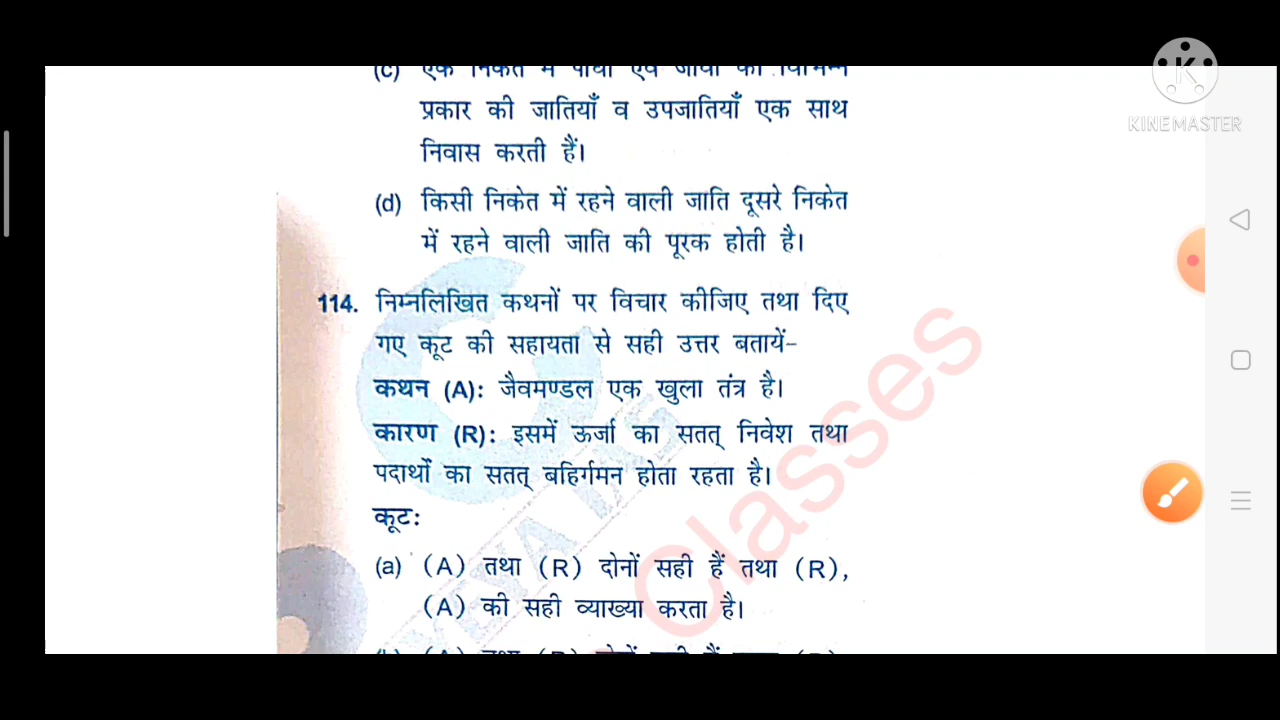 (c) एक निकेत में पौधों एवं जीवों की विभिन्न
प्रकार की जातियाँ व उपजातियाँ एक साथ
निवास करती हैं।
(d) किसी निकेत में रहने वाली जाति दूसरे निकेत
में रहने वाली जाति की पूरक होती है।
114. निम्नलिखित कथनों पर विचार कीजिए तथा दिए
गए कूट की सहायता से सही उत्तर बतायें–
कथन (A): जैवमण्डल एक खुला तंत्र है।
कारण (R): इसमें ऊर्जा का सतत् निवेश तथा
पदार्थों का सतत् बहिर्गमन होता रहता है।
कूट:
(a) (A) तथा (R) दोनों सही हैं तथा (R),
(A) की सही व्याख्या करता है।
KINEMASTER
Classes